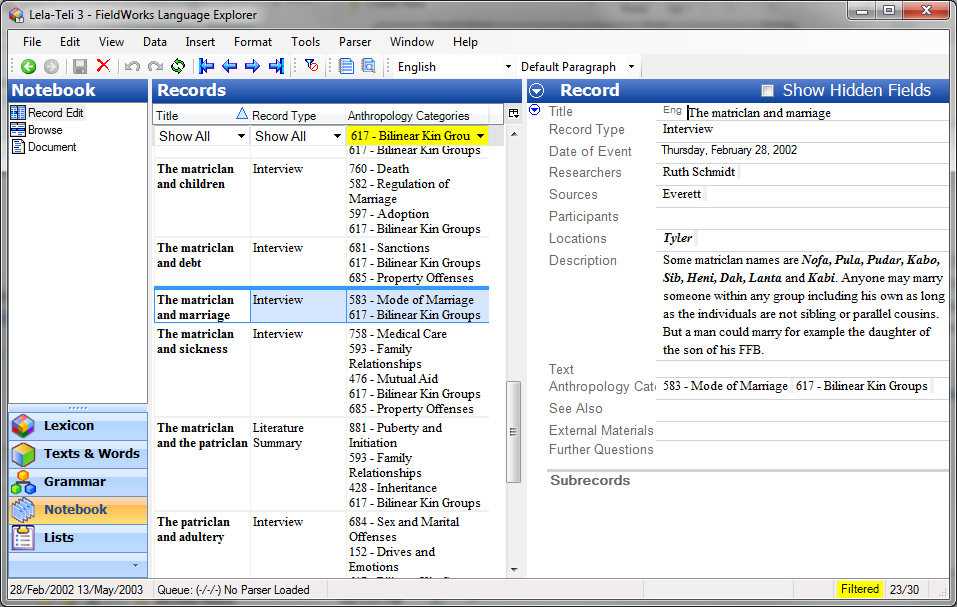 Lela-Teli 3 - FieldWorks Language Explorer
File Edit View Data Insert Format Tools Parser Window Help
English Default Paragraph
Notebook
Record Edit
Browse
Document
Lexicon
Texts & Words
Grammar
Notebook
Lists
Records
Title Record Type Anthropology Categories
Show All Show All 617 - Bilinear Kin Grou
617 - Bilinear Kin Groups
The matriclan Interview 760 - Death
and children 582 - Regulation of
Marriage
597 - Adoption
617 - Bilinear Kin Groups
The matriclan Interview 681 - Sanctions
and debt 617 - Bilinear Kin Groups
685 - Property Offenses
The matriclan Interview 583 - Mode of Marriage
and marriage 617 - Bilinear Kin Groups
The matriclan Interview 758 - Medical Care
and sickness 593 - Family
Relationships
476 - Mutual Aid
617 - Bilinear Kin Groups
685 - Property Offenses
The matriclan Literature 881 - Puberty and
and the patriclan Summary Initiation
593 - Family
Relationships
428 - Inheritance
617 - Bilinear Kin Groups
The patriclan Interview 684 - Sex and Marital
and adultery Offenses
152 - Drives and
Emotions
617 - Bilinear Kin Groups
Record Show Hidden Fields
Title Eng The matriclan and marriage
Record Type Interview
Date of Event Thursday, February 28, 2002
Researchers Ruth Schmidt
Sources Everett
Participants
Locations Tyler
Description Some matriclan names are Nofa, Pula, Pudar, Kabo,
Sib, Heni, Dah, Lanta and Kabi. Anyone may marry
someone within any group including his own as long
as the individuals are not sibling or parallel cousins.
But a man could marry for example the daughter of
the son of his FFB.
Text
Anthropology Cate 583 - Mode of Marriage 617 - Bilinear Kin Groups
See Also
External Materials
Further Questions
Subrecords
28/Feb/2002 13/May/2003 Queue: (-/-/-) No Parser Loaded Filtered 23/30